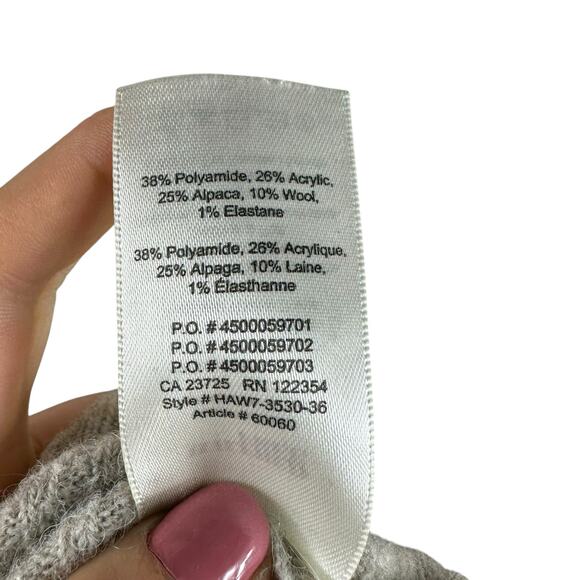 38% Polyamide, 26% Acrylic,
25% Alpaca, 10% Wool,
1% Elastane
38% Polyamide, 26% Acrylique,
25% Alpaga, 10% Laine,
1% Élasthanne
P.O. # 4500059701
P.O. # 4500059702
P.O. # 4500059703
CA 23725 RN 122354
Style # HAW7-3530-36
Article # 60060